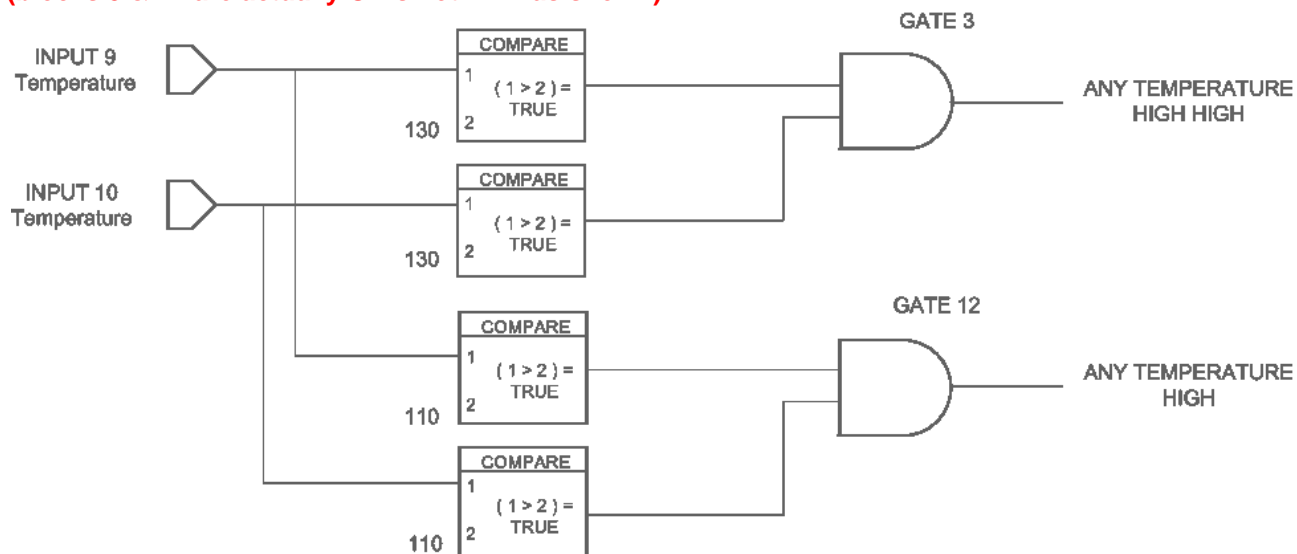 INPUT 9
Temperature
COMPARE
1
( 1 > 2 ) =
TRUE
2
130
GATE 3
ANY TEMPERATURE
HIGH HIGH
INPUT 10
Temperature
COMPARE
1
( 1 > 2 ) =
TRUE
2
130
COMPARE
1
( 1 > 2 ) =
TRUE
2
110
GATE 12
ANY TEMPERATURE
HIGH
COMPARE
1
( 1 > 2 ) =
TRUE
2
110